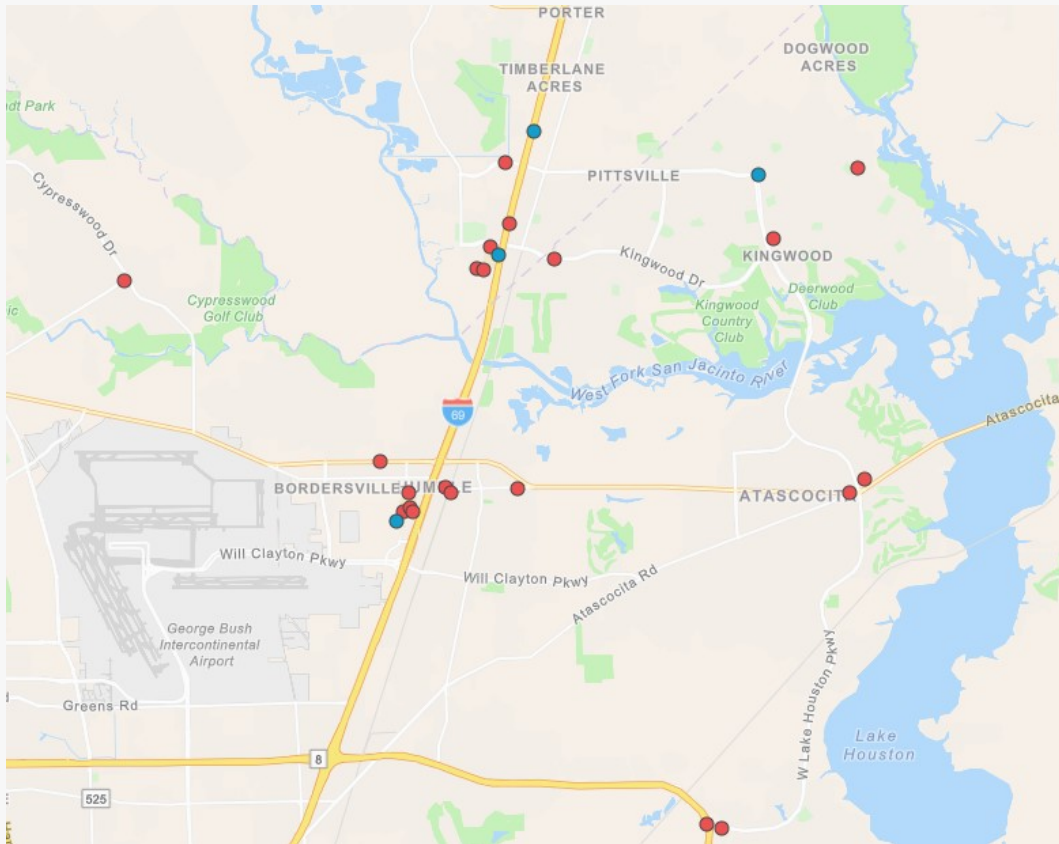 PORTER
DOGWOOD
ACRES
TIMBERLANE
ACRES
dt Park
PITTSVILLE
Cypresswood Dr
KINGWOOD
Kingwood Dr
Deerwood
Club
Cypresswood
Golf Club
Kingwood
Country
Club
West Fork San Jacinto River
69
Atascocita
BORDERSVILLE
ATASCOCITA
Will Clayton Pkwy
Will Clayton Pkwy
Atascocita Rd
George Bush
Intercontinental
Airport
W Lake Houston Pkwy
Greens Rd
Lake
Houston
8
525